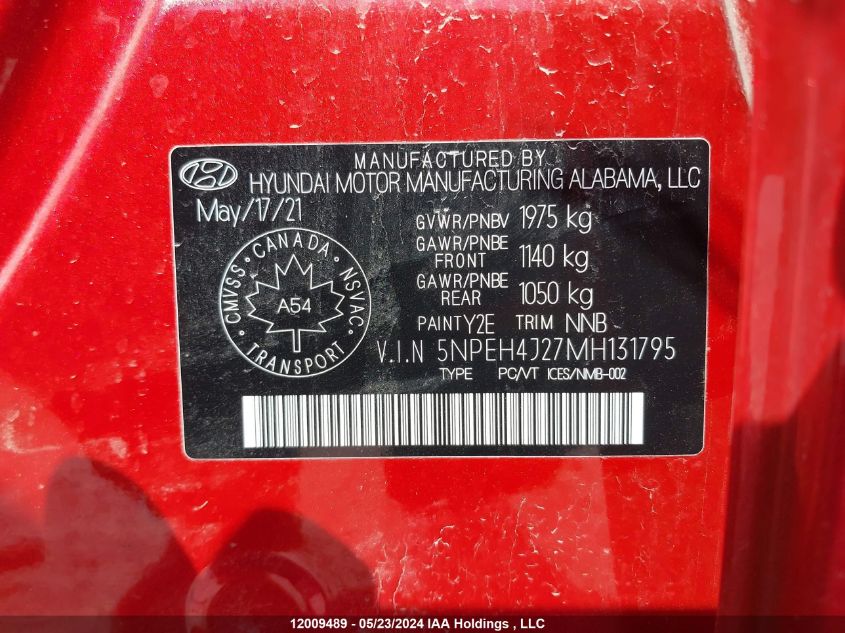 MANUFACTURED BY
HYUNDAI MOTOR MANUFACTURING ALABAMA, LLC
May/17/21
GVWR/PNBV 1975 kg
GAWR/PNBE FRONT 1140 kg
GAWR/PNBE REAR 1050 kg
CANADA
CMVSS NSVAC
A54
TRANSPORT
PAINT Y2E TRIM NNB
V.I.N 5NPEH4J27MH131795
TYPE PC/VT ICES/NMB-002
12009489 - 05/23/2024 IAA Holdings , LLC